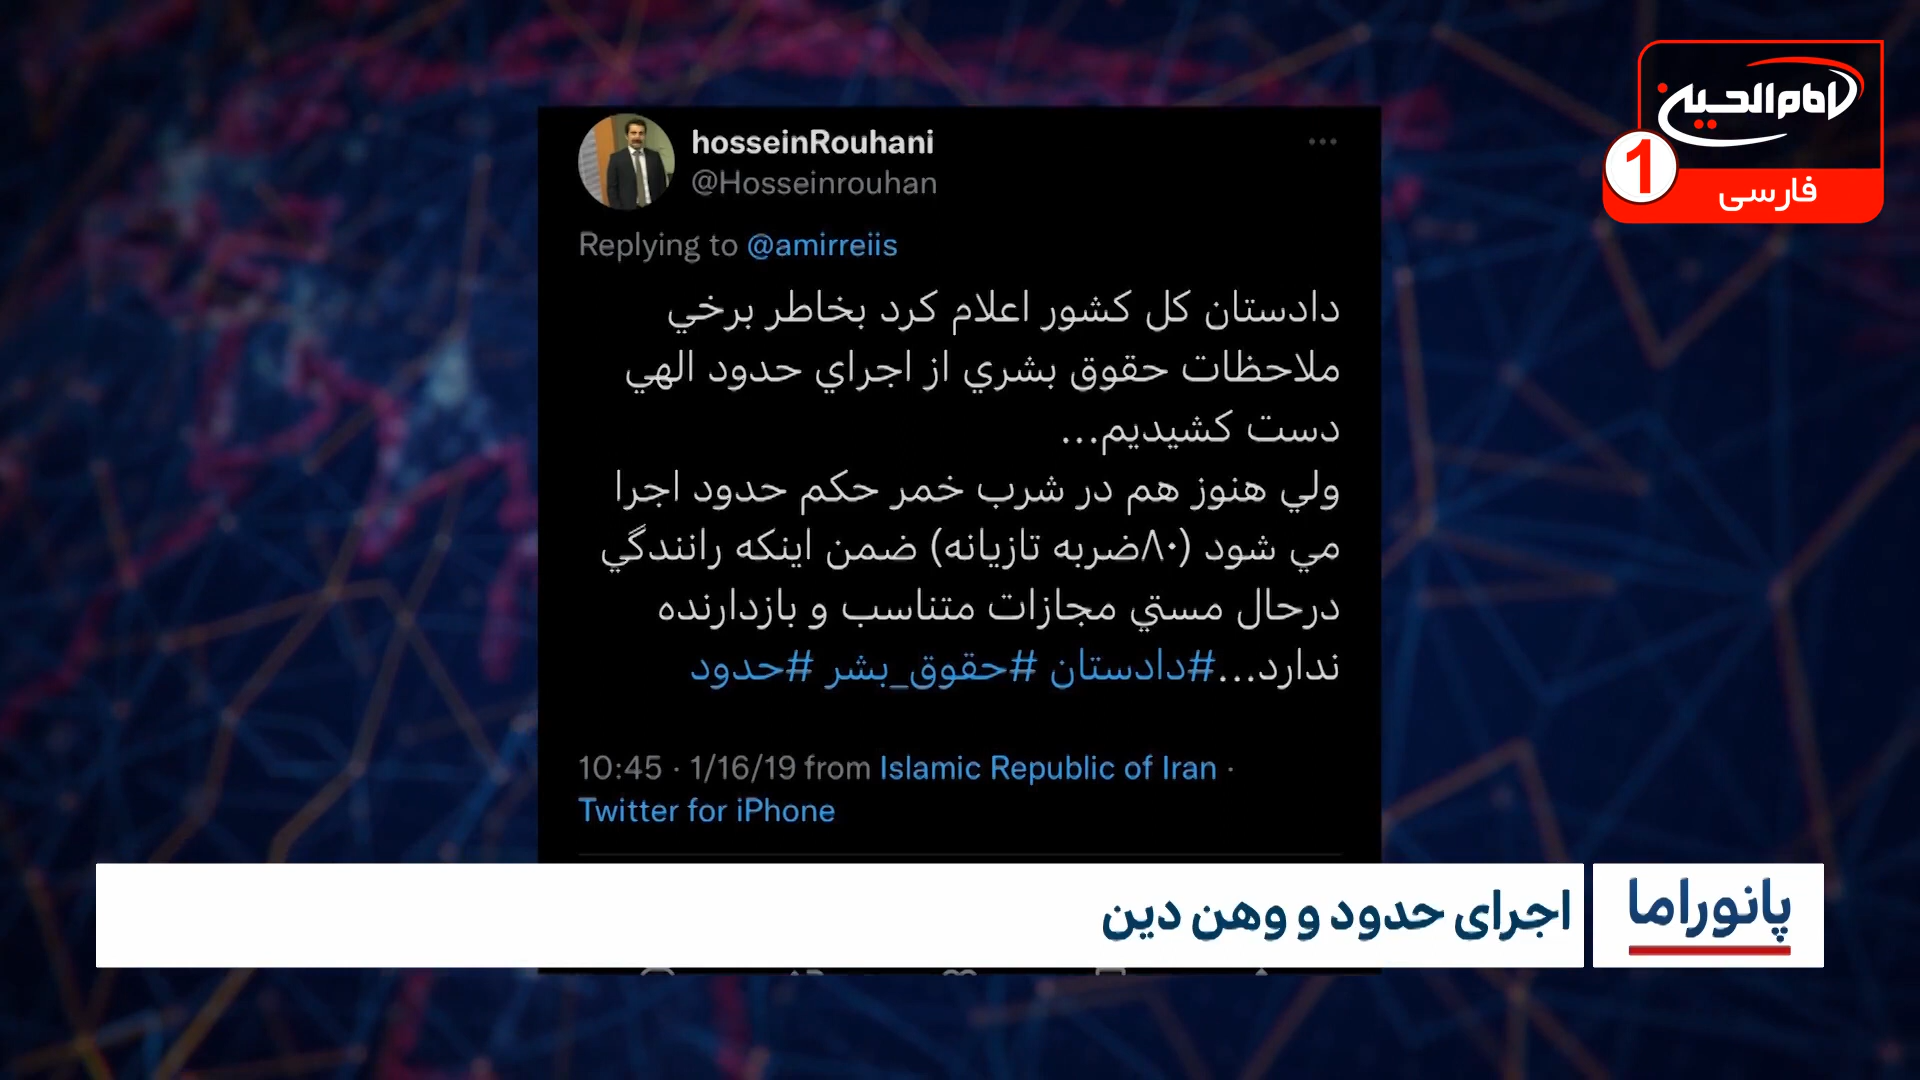 امام الحسین
1
فارسی
hosseinRouhani
@Hosseinrouhan
Replying to @amirreiis
دادستان کل کشور اعلام کرد بخاطر برخي
ملاحظات حقوق بشري از اجراي حدود الهي
دست کشيديم...
ولي هنوز هم در شرب خمر حکم حدود اجرا
مي شود (۸۰ضربه تازيانه) ضمن اينکه رانندگي
درحال مستي مجازات متناسب و بازدارنده
ندارد...#دادستان #حقوق_بشر #حدود
10:45 · 1/16/19 from Islamic Republic of Iran ·
Twitter for iPhone
پانوراما
اجرای حدود و وهن دین